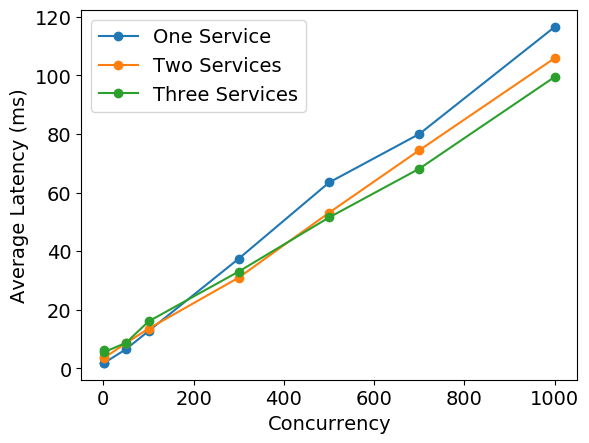 120
100
80
60
40
20
0
Average Latency (ms)
One Service
Two Services
Three Services
0 200 400 600 800 1000
Concurrency